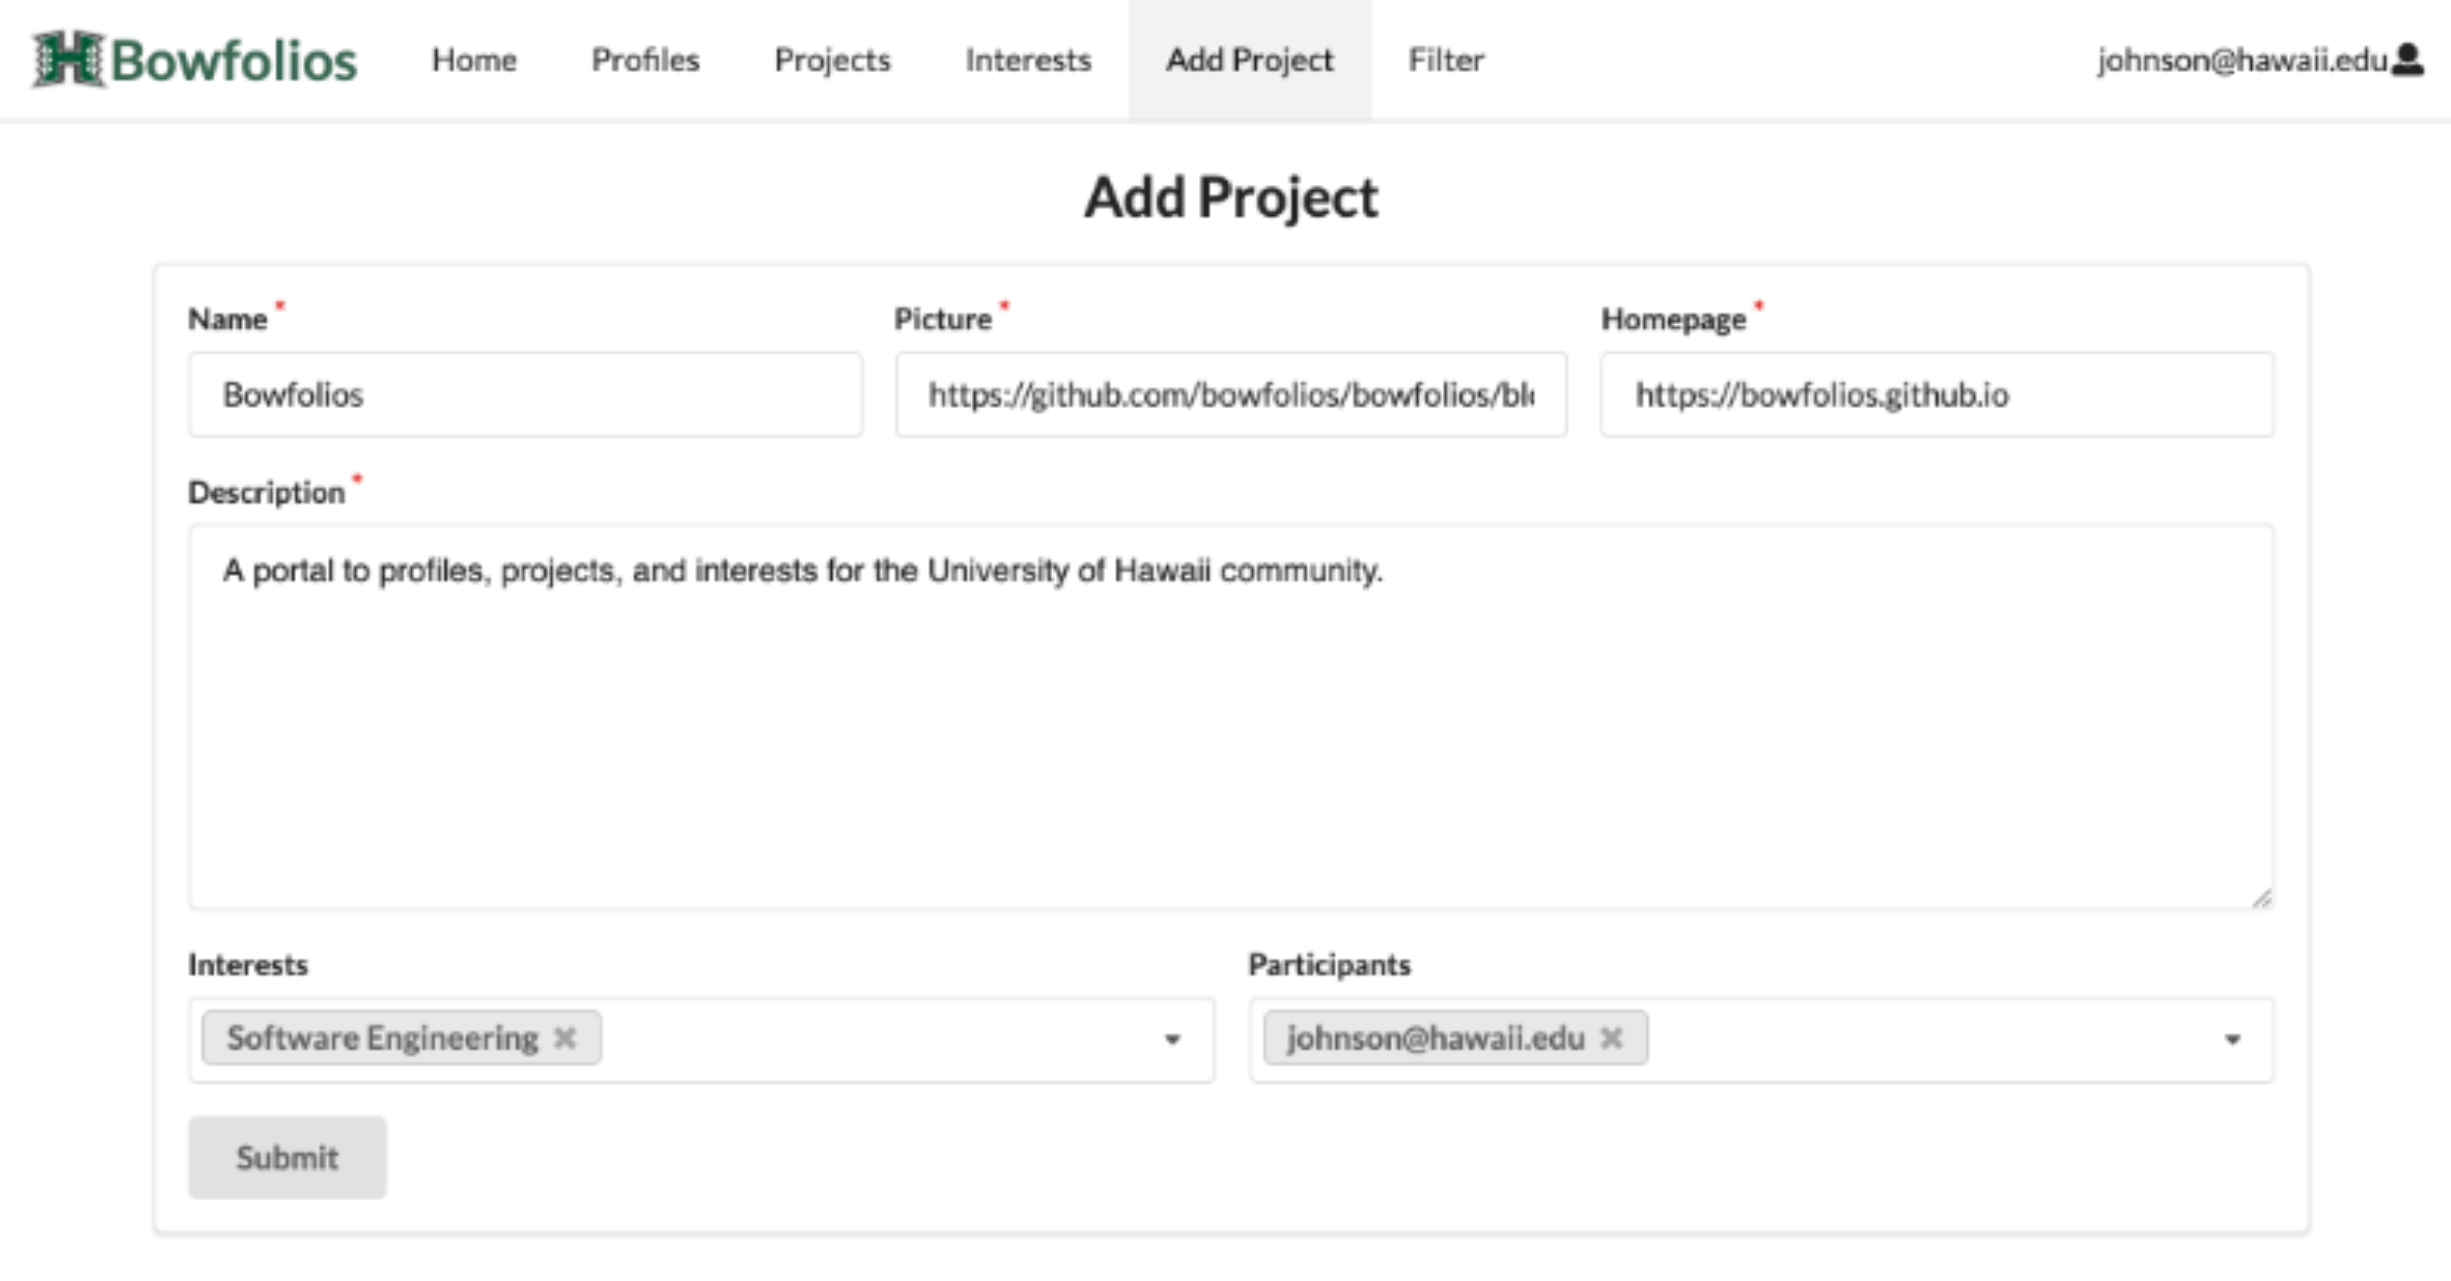 Bowfolios Home Profiles Projects Interests Add Project Filter johnson@hawaii.edu
Add Project
Name * Picture * Homepage *
Bowfolios https://github.com/bowfolios/bowfolios/bl https://bowfolios.github.io
Description *
A portal to profiles, projects, and interests for the University of Hawaii community.
Interests Participants
Software Engineering johnson@hawaii.edu
Submit